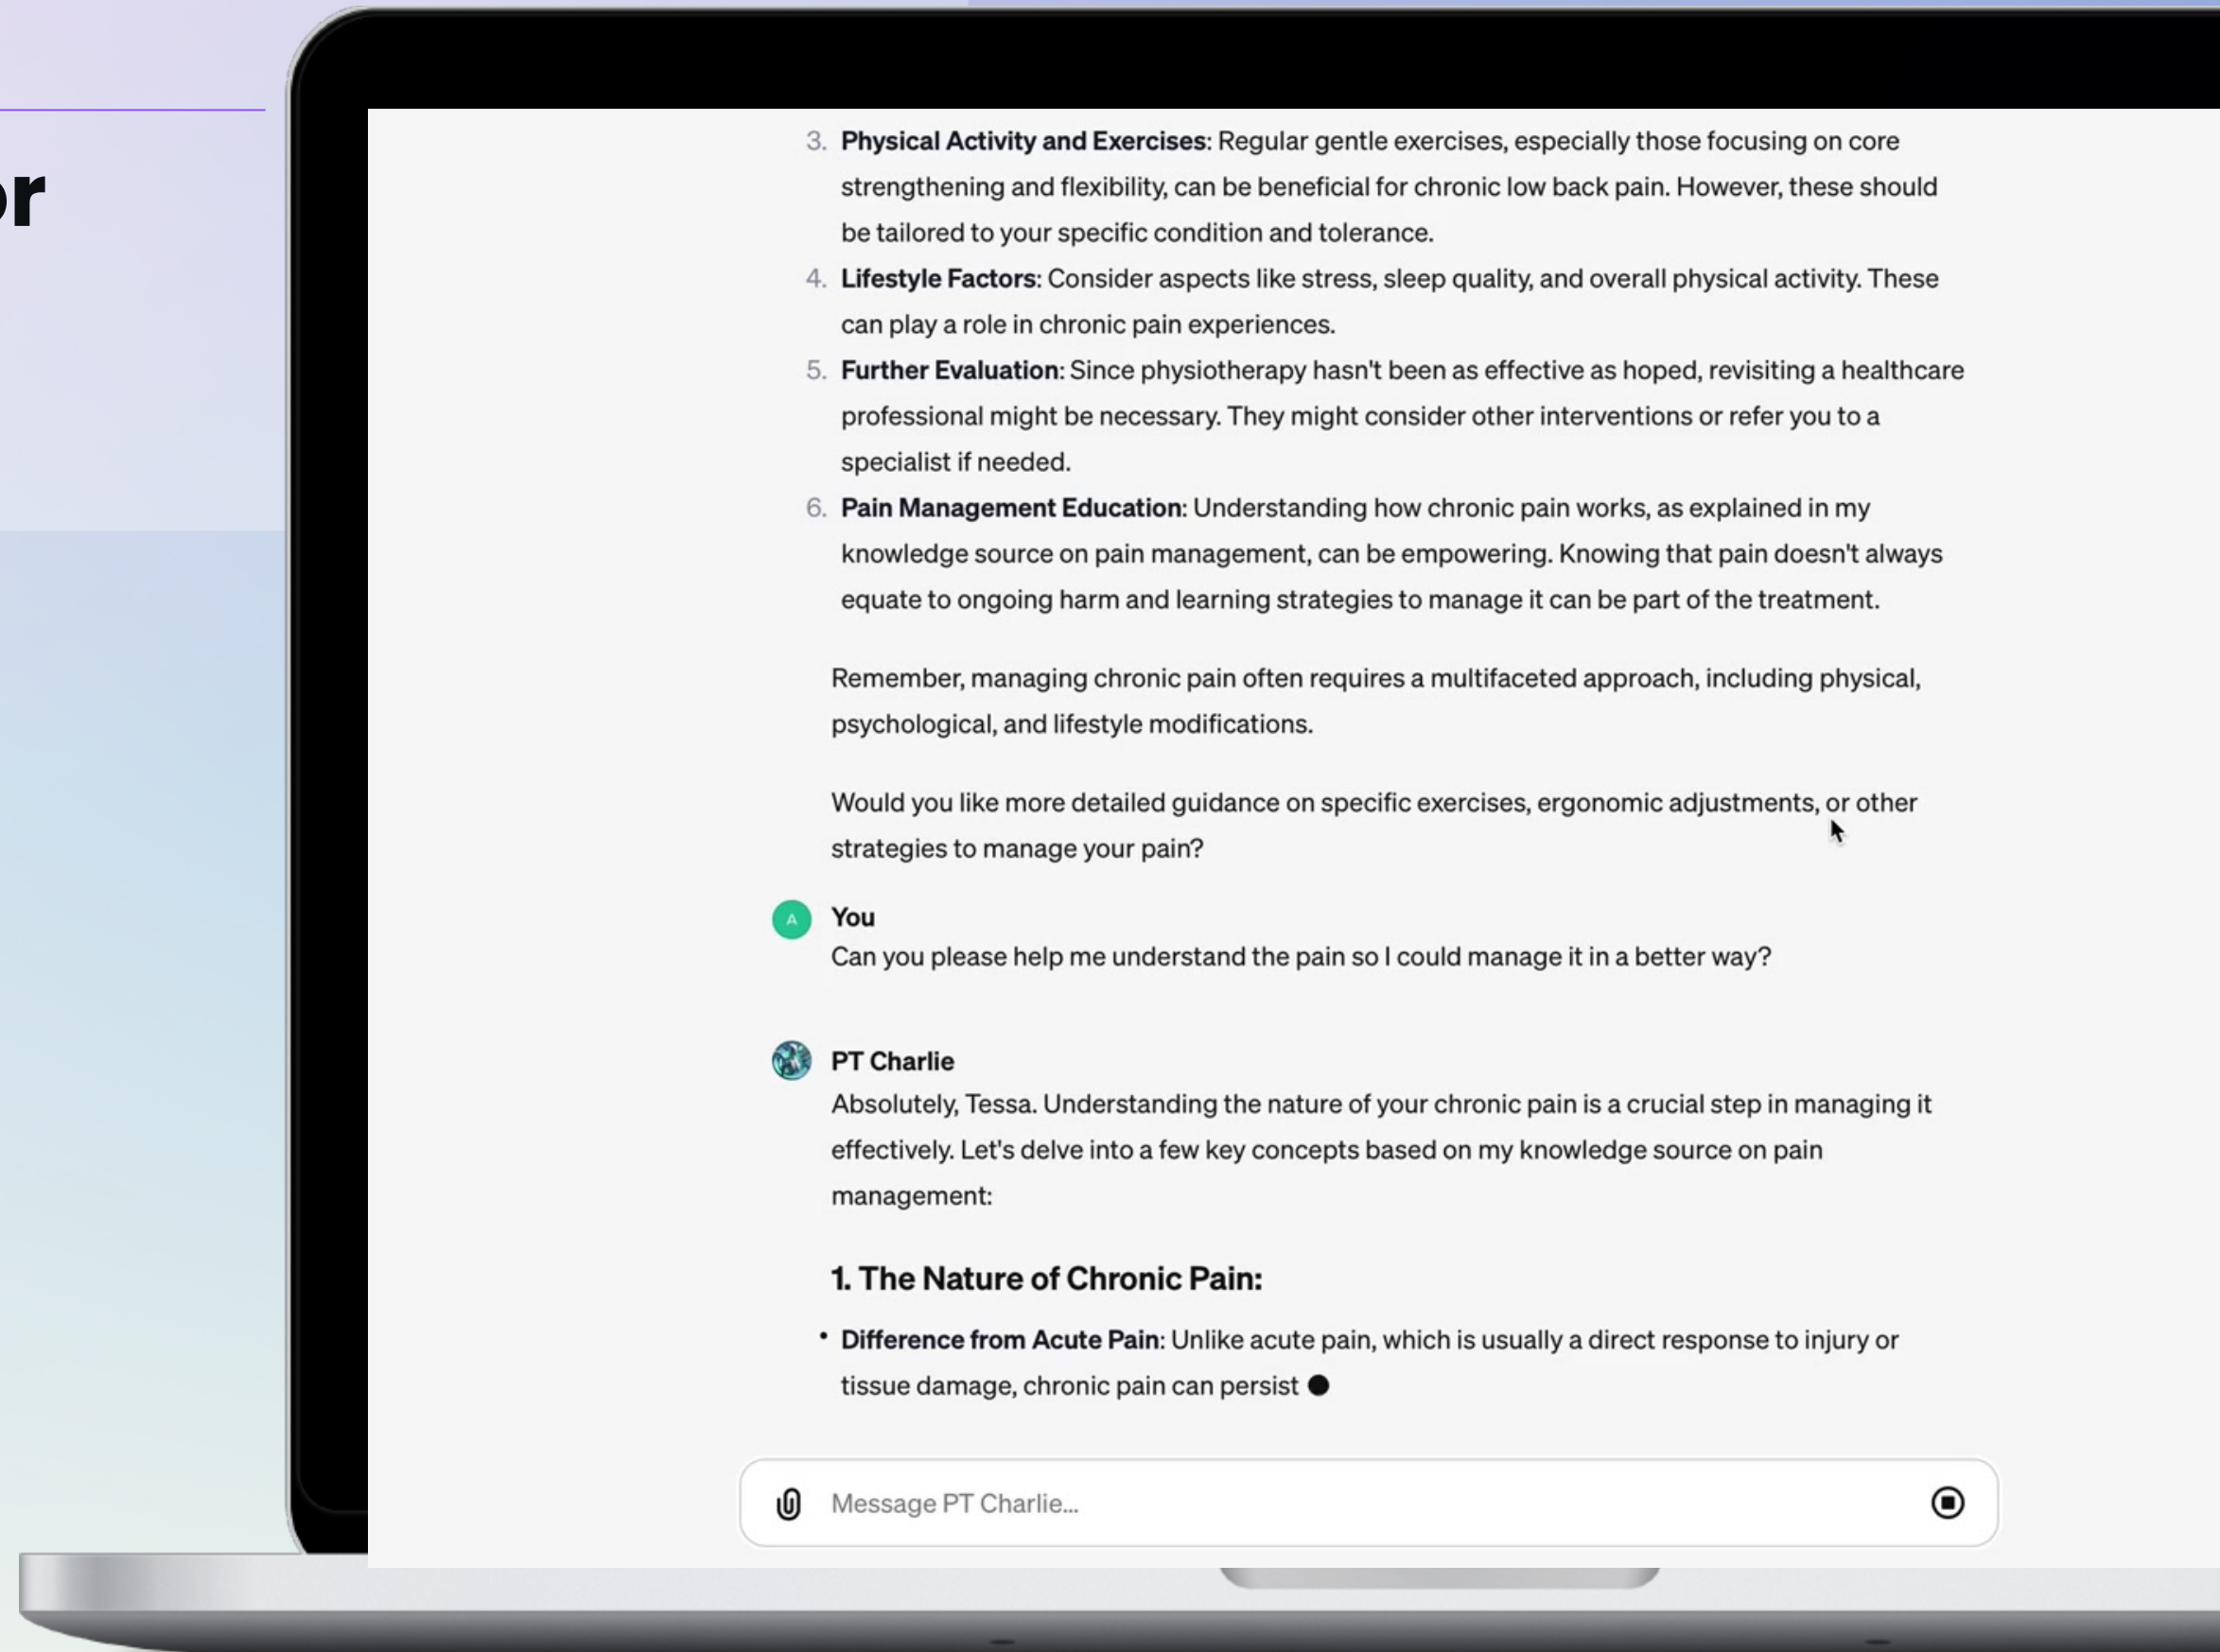 or
3. Physical Activity and Exercises: Regular gentle exercises, especially those focusing on core
strengthening and flexibility, can be beneficial for chronic low back pain. However, these should
be tailored to your specific condition and tolerance.
4. Lifestyle Factors: Consider aspects like stress, sleep quality, and overall physical activity. These
can play a role in chronic pain experiences.
5. Further Evaluation: Since physiotherapy hasn't been as effective as hoped, revisiting a healthcare
professional might be necessary. They might consider other interventions or refer you to a
specialist if needed.
6. Pain Management Education: Understanding how chronic pain works, as explained in my
knowledge source on pain management, can be empowering. Knowing that pain doesn't always
equate to ongoing harm and learning strategies to manage it can be part of the treatment.
Remember, managing chronic pain often requires a multifaceted approach, including physical,
psychological, and lifestyle modifications.
Would you like more detailed guidance on specific exercises, ergonomic adjustments, or other
strategies to manage your pain?
A You
Can you please help me understand the pain so I could manage it in a better way?
PT Charlie
Absolutely, Tessa. Understanding the nature of your chronic pain is a crucial step in managing it
effectively. Let's delve into a few key concepts based on my knowledge source on pain
management:
1. The Nature of Chronic Pain:
• Difference from Acute Pain: Unlike acute pain, which is usually a direct response to injury or
tissue damage, chronic pain can persist
Message PT Charlie...